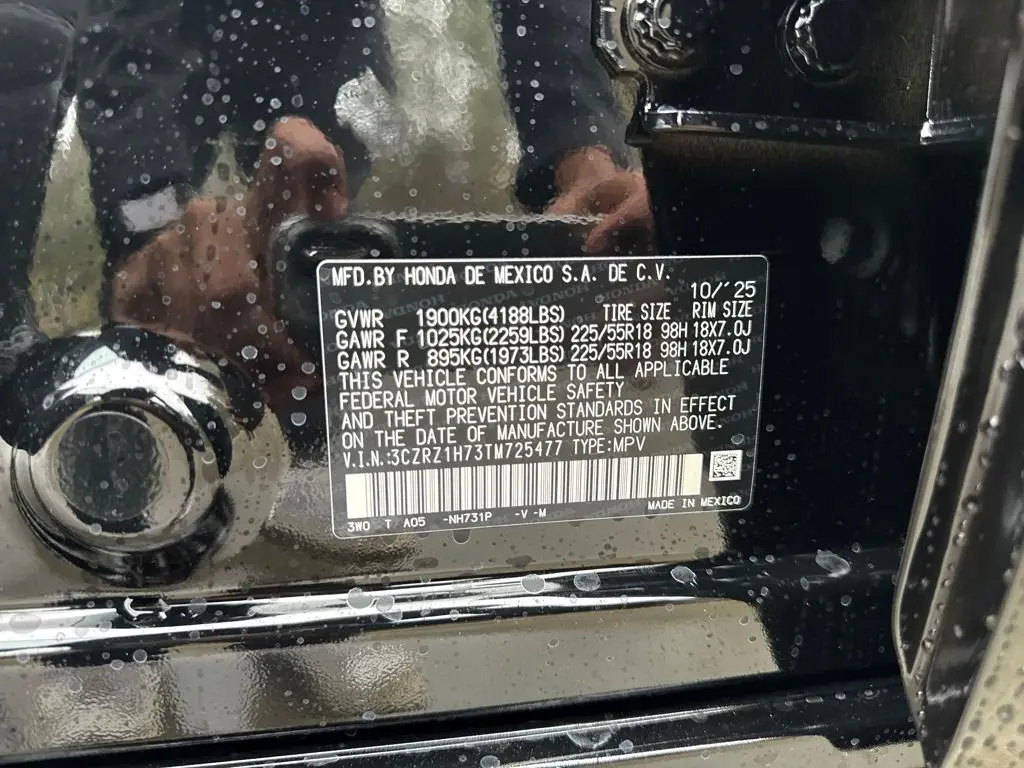 MFD.BY HONDA DE MEXICO S.A. DE C.V.
10/'25
GVWR 1900KG(4188LBS) TIRE SIZE RIM SIZE
GAWR F 1025KG(2259LBS) 225/55R18 98H 18X7.0J
GAWR R 895KG(1973LBS) 225/55R18 98H 18X7.0J
THIS VEHICLE CONFORMS TO ALL APPLICABLE
FEDERAL MOTOR VEHICLE SAFETY
AND THEFT PREVENTION STANDARDS IN EFFECT
ON THE DATE OF MANUFACTURE SHOWN ABOVE.
V.I.N.:3CZRZ1H73TM725477 TYPE:MPV
MADE IN MEXICO
3W0 T A05 -NH731P -V -M